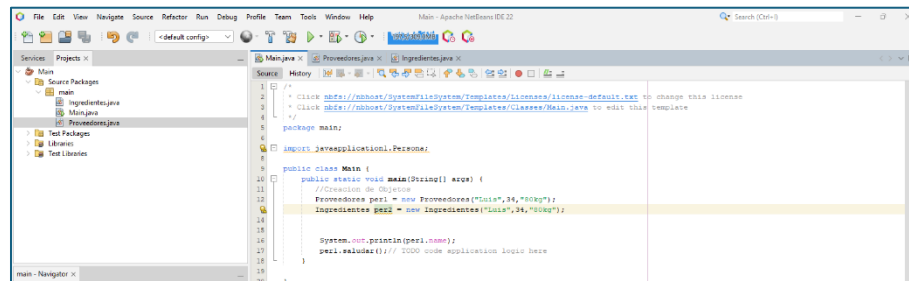 File Edit View Navigate Source Refactor Run Debug Profile Team Tools Window Help
Main - Apache NetBeans IDE 22
Search (Ctrl+I)
<default config>
Services Projects
Main
Source Packages
main
Ingredientes.java
Main.java
Proveedores.java
Test Packages
Test Libraries
main - Navigator
Main.java Proveedores.java Ingredientes.java
Source History
1 /*
2 * Click nbfs://nbhost/SystemFileSystem/Templates/Licenses/license-default.txt to change this license
3 * Click nbfs://nbhost/SystemFileSystem/Templates/Classes/Main.java to edit this template
4 */
5 package main;
6
import javaapplication1.Persona;
8
9 public class Main {
10 public static void main(String[] args) {
11 //Creacion de Objetos
12 Proveedores per1 = new Proveedores("Luis",34,"80kg");
Ingredientes per2 = new Ingredientes("Luis",34,"80kg");
14
15
16 System.out.println(per1.name);
17 per1.saludar();// TODO code application logic here
18 }
19
20